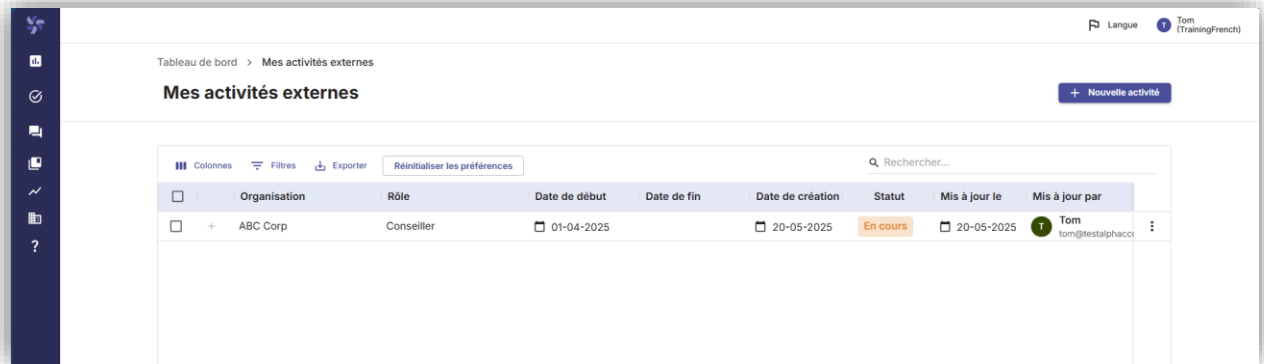 Langue
T
Tom
(TrainingFrench)
Tableau de bord > Mes activités externes
Mes activités externes
+ Nouvelle activité
Colonnes Filtres Exporter Réinitialiser les préférences Rechercher...
Organisation Rôle Date de début Date de fin Date de création Statut Mis à jour le Mis à jour par
+ ABC Corp Conseiller 01-04-2025 20-05-2025 En cours 20-05-2025 T Tom
tom@testalphacc
?